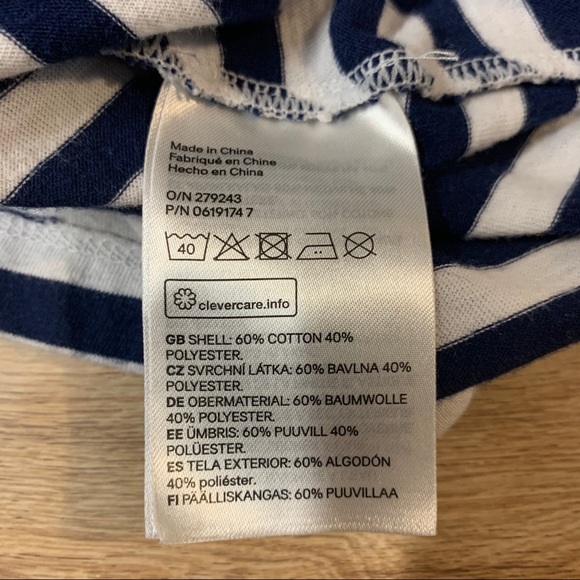 Made in China
Fabriqué en Chine
Hecho en China
O/N 279243
P/N 0619174 7
40
clevercare.info
GB SHELL: 60% COTTON 40%
POLYESTER.
CZ SVRCHNÍ LÁTKA: 60% BAVLNA 40%
POLYESTER.
DE OBERMATERIAL: 60% BAUMWOLLE
40% POLYESTER.
EE ÜMBRIS: 60% PUUVILL 40%
POLÜESTER.
ES TELA EXTERIOR: 60% ALGODÓN
40% poliéster.
FI PÄÄLLISKANGAS: 60% PUUVILLAA